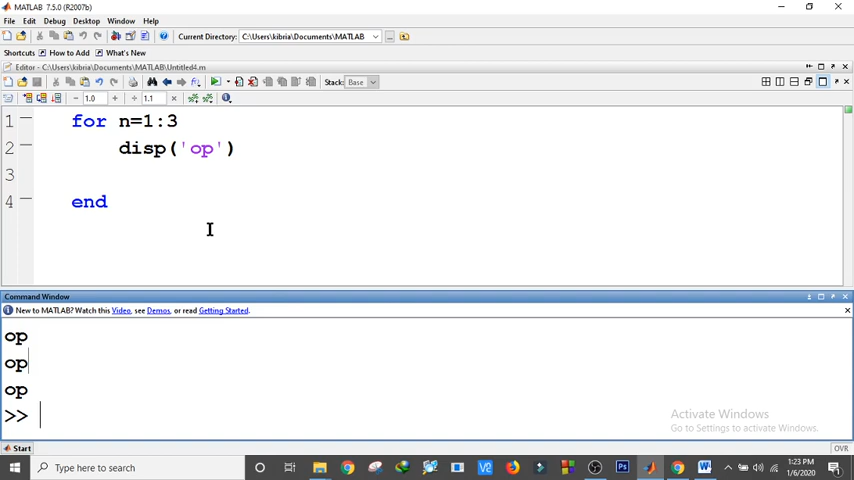 MATLAB 7.5.0 (R2007b)
File Edit Debug Desktop Window Help
Current Directory: C:\Users\kibria\Documents\MATLAB ...
Shortcuts How to Add What's New
Editor - C:\Users\kibria\Documents\MATLAB\Untitled4.m
Stack: Base
− 1.0 + ÷ 1.1 ×
1 for n=1:3
2 disp('op')
3
4 end
Command Window
New to MATLAB? Watch this Video, see Demos, or read Getting Started.
op
op
op
>>
Activate Windows
Go to Settings to activate Windows.
Start OVR
Type here to search
Ps W
1:23 PM
1/6/2020